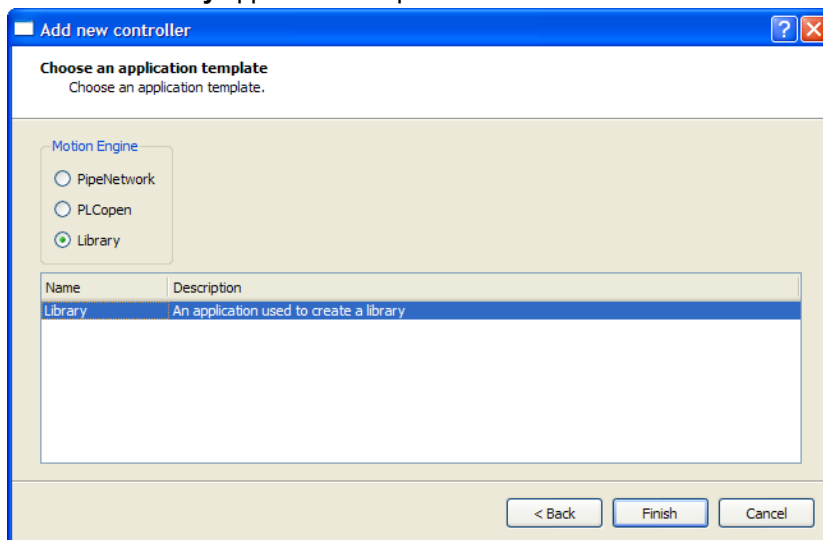 Add new controller
Choose an application template
Choose an application template.
Motion Engine
PipeNetwork
PLCopen
Library
Name Description
Library An application used to create a library
< Back Finish Cancel